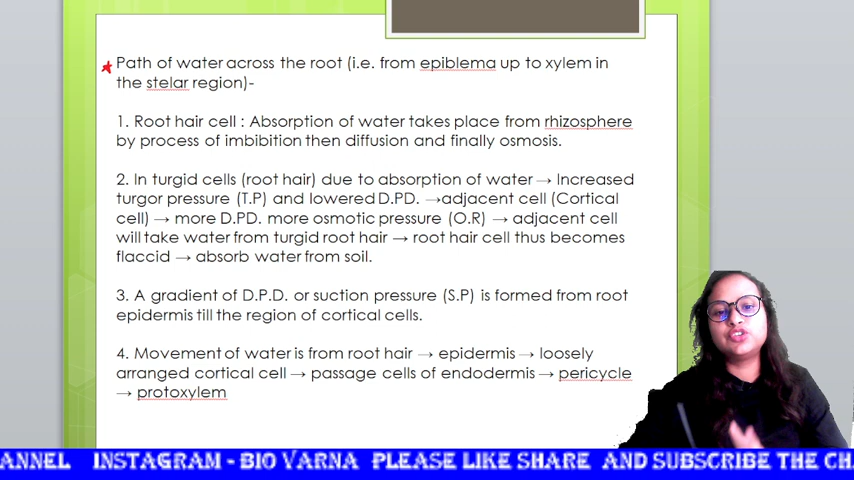 Path of water across the root (i.e. from epiblema up to xylem in
the stelar region)-
1. Root hair cell : Absorption of water takes place from rhizosphere
by process of imbibition then diffusion and finally osmosis.
2. In turgid cells (root hair) due to absorption of water → Increased
turgor pressure (T.P) and lowered D.PD. →adjacent cell (Cortical
cell) → more D.PD. more osmotic pressure (O.R) → adjacent cell
will take water from turgid root hair → root hair cell thus becomes
flaccid → absorb water from soil.
3. A gradient of D.P.D. or suction pressure (S.P) is formed from root
epidermis till the region of cortical cells.
4. Movement of water is from root hair → epidermis → loosely
arranged cortical cell → passage cells of endodermis → pericycle
→ protoxylem
ANNEL INSTAGRAM - BIO VARNA PLEASE LIKE SHARE AND SUBSCRIBE THE CH